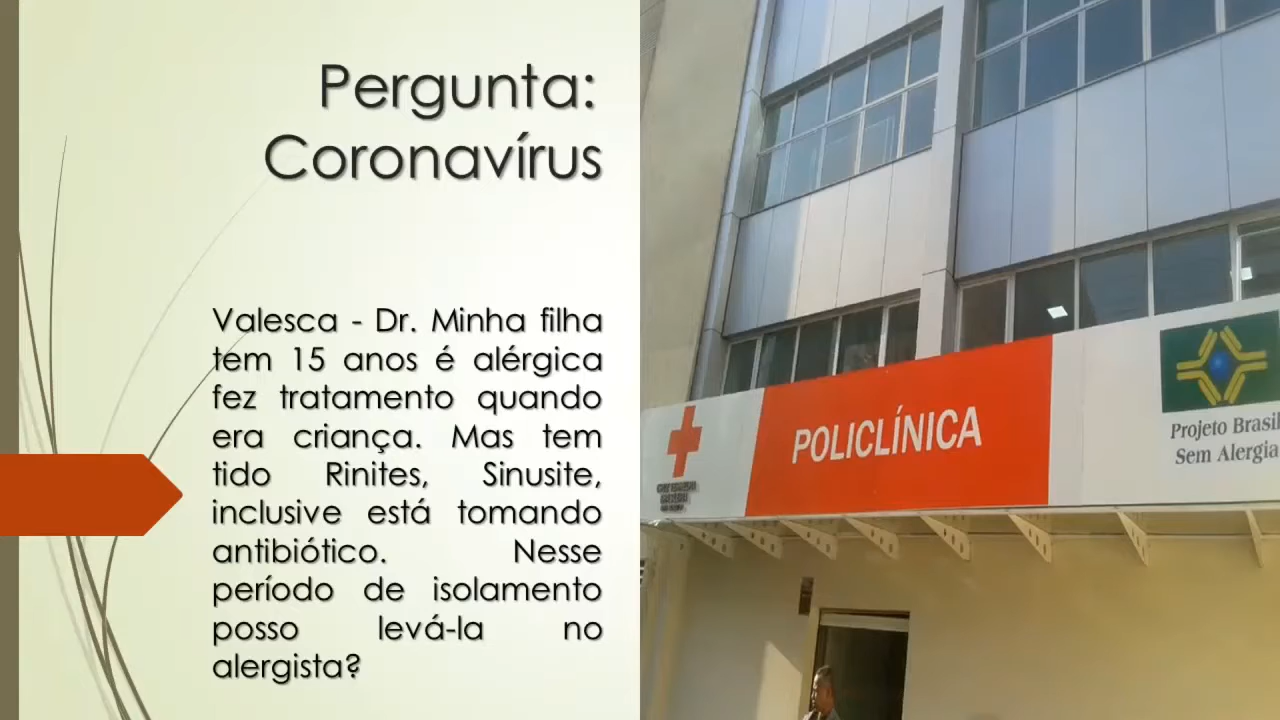 Pergunta:
Coronavírus
Valesca - Dr. Minha filha
tem 15 anos é alérgica
fez tratamento quando
era criança. Mas tem
tido Rinites, Sinusite,
inclusive está tomando
antibiótico. Nesse
período de isolamento
posso levá-la no
alergista?
POLICLÍNICA
Projeto Brasil
Sem Alergia